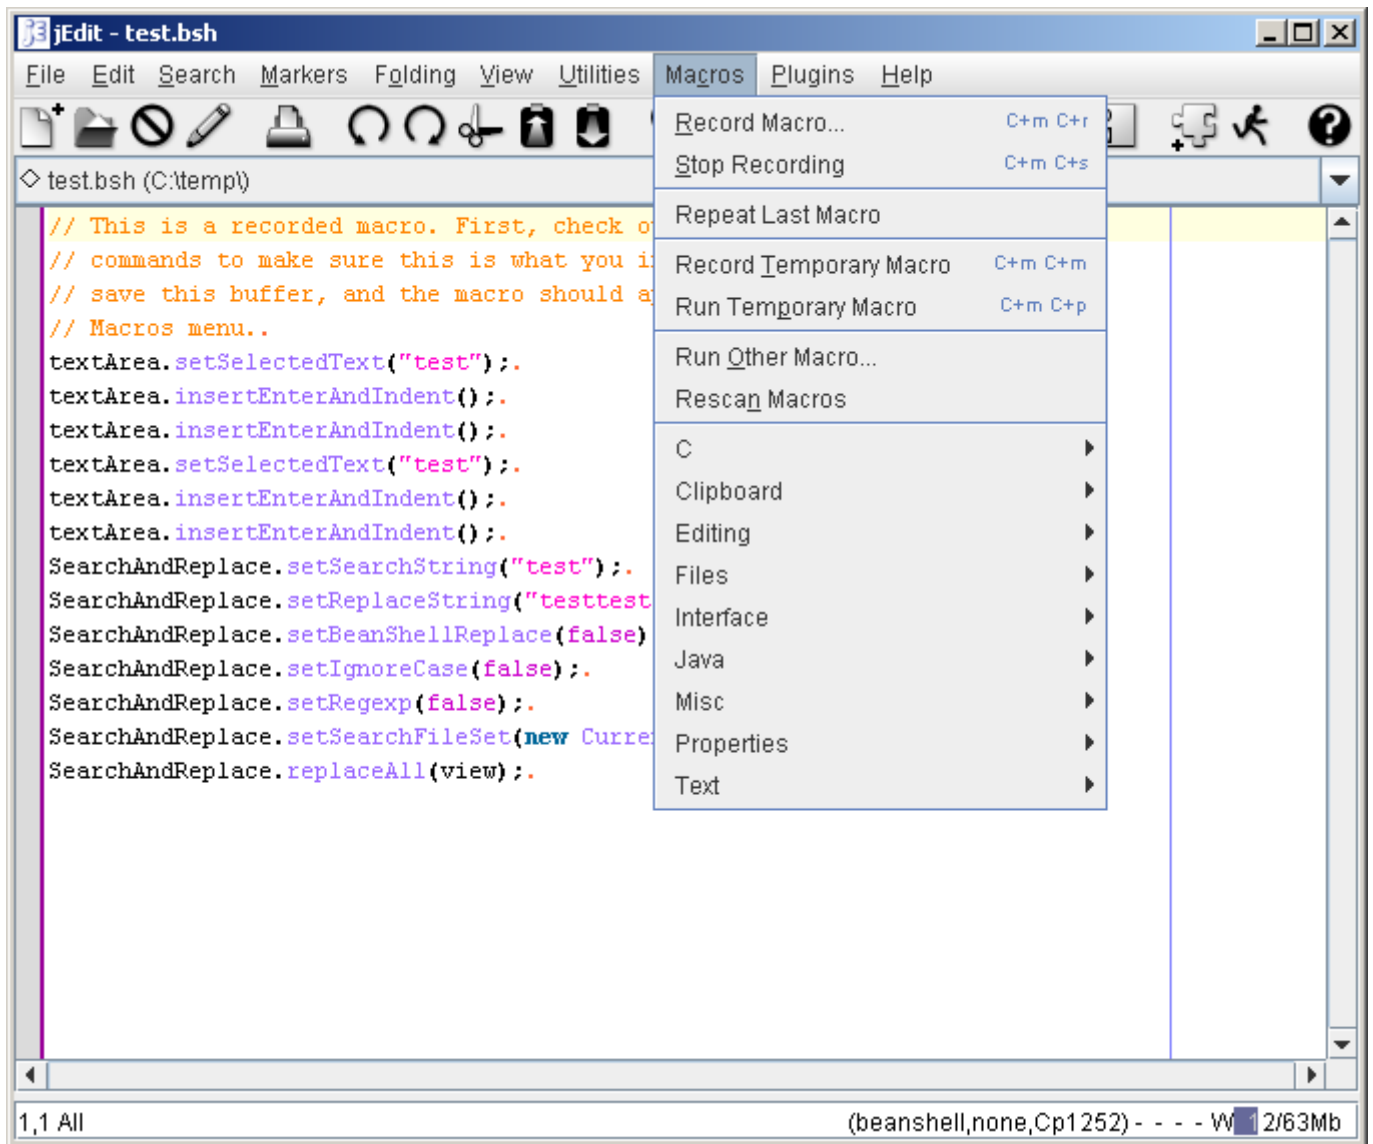 jEdit - test.bsh
File Edit Search Markers Folding View Utilities Macros Plugins Help
test.bsh (C:\temp\)
// This is a recorded macro. First, check o
// commands to make sure this is what you i
// save this buffer, and the macro should a
// Macros menu..
textArea.setSelectedText("test");.
textArea.insertEnterAndIndent();.
textArea.insertEnterAndIndent();.
textArea.setSelectedText("test");.
textArea.insertEnterAndIndent();.
textArea.insertEnterAndIndent();.
SearchAndReplace.setSearchString("test");.
SearchAndReplace.setReplaceString("testtest
SearchAndReplace.setBeanShellReplace(false)
SearchAndReplace.setIgnoreCase(false);.
SearchAndReplace.setRegexp(false);.
SearchAndReplace.setSearchFileSet(new Curre
SearchAndReplace.replaceAll(view);.
Record Macro... C+m C+r
Stop Recording C+m C+s
Repeat Last Macro
Record Temporary Macro C+m C+m
Run Temporary Macro C+m C+p
Run Other Macro...
Rescan Macros
C
Clipboard
Editing
Files
Interface
Java
Misc
Properties
Text
1,1 All
(beanshell,none,Cp1252) - - - - W 12/63Mb